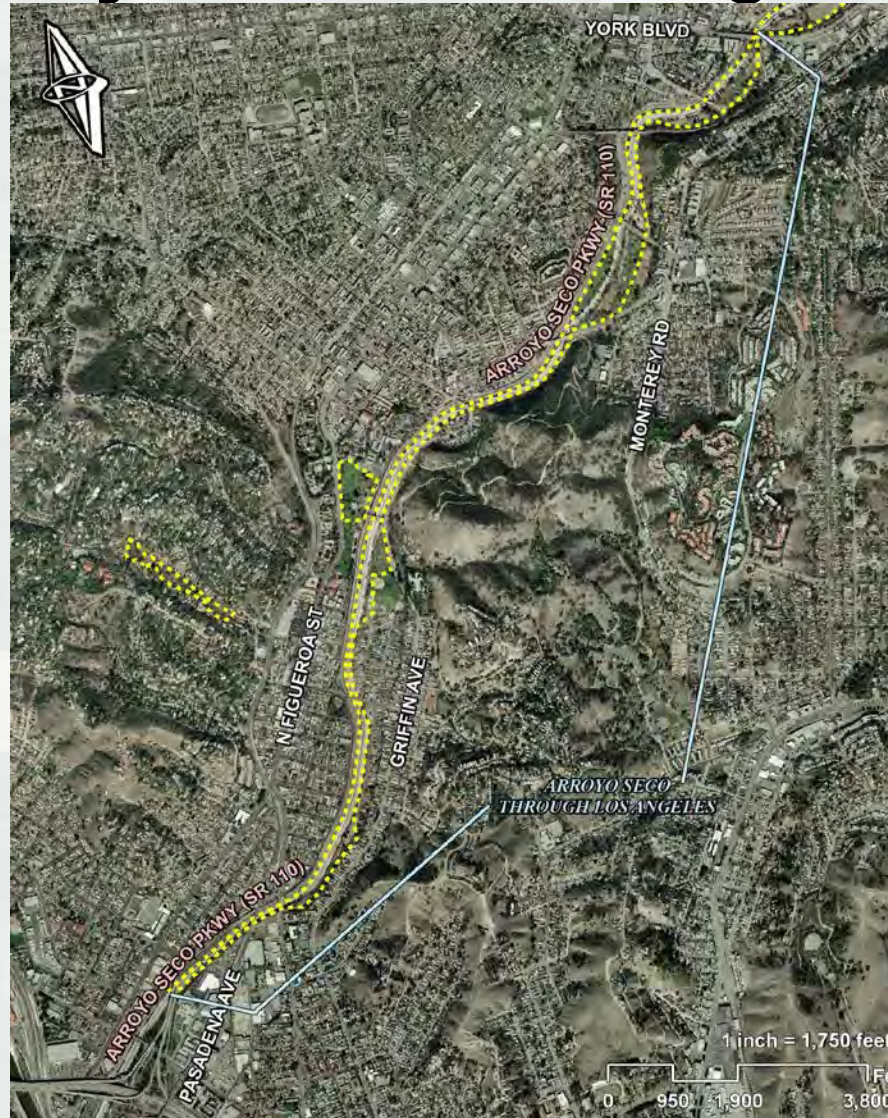 YORK BLVD
N
ARROYO SECO PKWY (SR 110)
MONTEREY RD
N FIGUEROA ST
GRIFFIN AVE
ARROYO SECO
THROUGH LOS ANGELES
ARROYO SECO PKWY (SR 110)
PASADENA AVE
1 inch = 1,750 feet
0 950 1,900 3,800